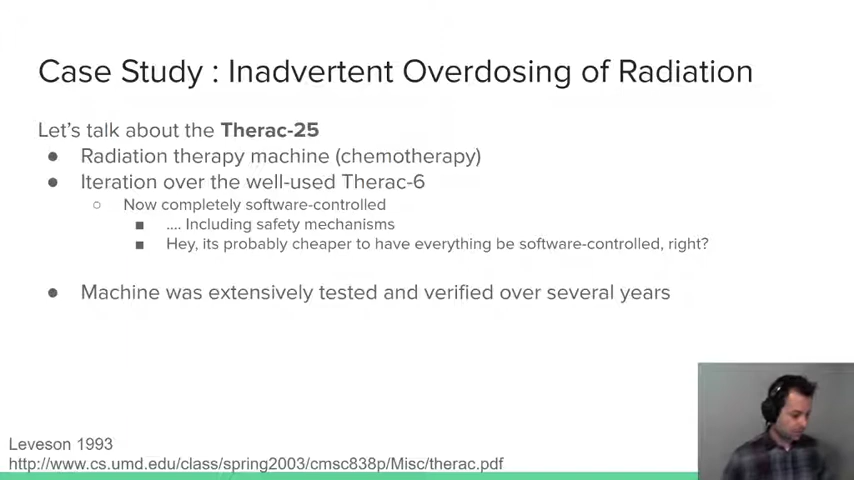 Case Study : Inadvertent Overdosing of Radiation
Let's talk about the Therac-25
● Radiation therapy machine (chemotherapy)
● Iteration over the well-used Therac-6
○ Now completely software-controlled
■ .... Including safety mechanisms
■ Hey, its probably cheaper to have everything be software-controlled, right?
● Machine was extensively tested and verified over several years
Leveson 1993
http://www.cs.umd.edu/class/spring2003/cmsc838p/Misc/therac.pdf